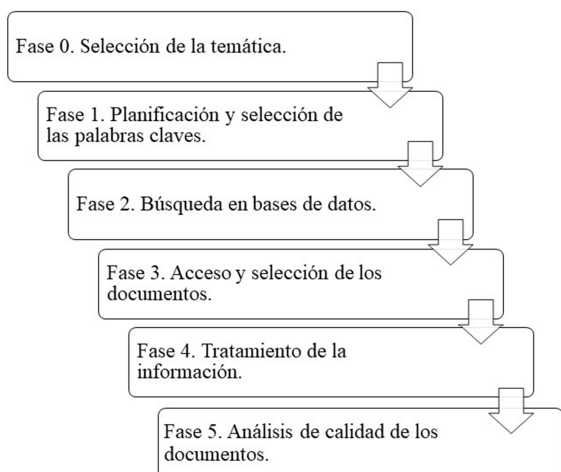 Fase 0. Selección de la temática.
Fase 1. Planificación y selección de
las palabras claves.
Fase 2. Búsqueda en bases de datos.
Fase 3. Acceso y selección de los
documentos.
Fase 4. Tratamiento de la
información.
Fase 5. Análisis de calidad de los
documentos.